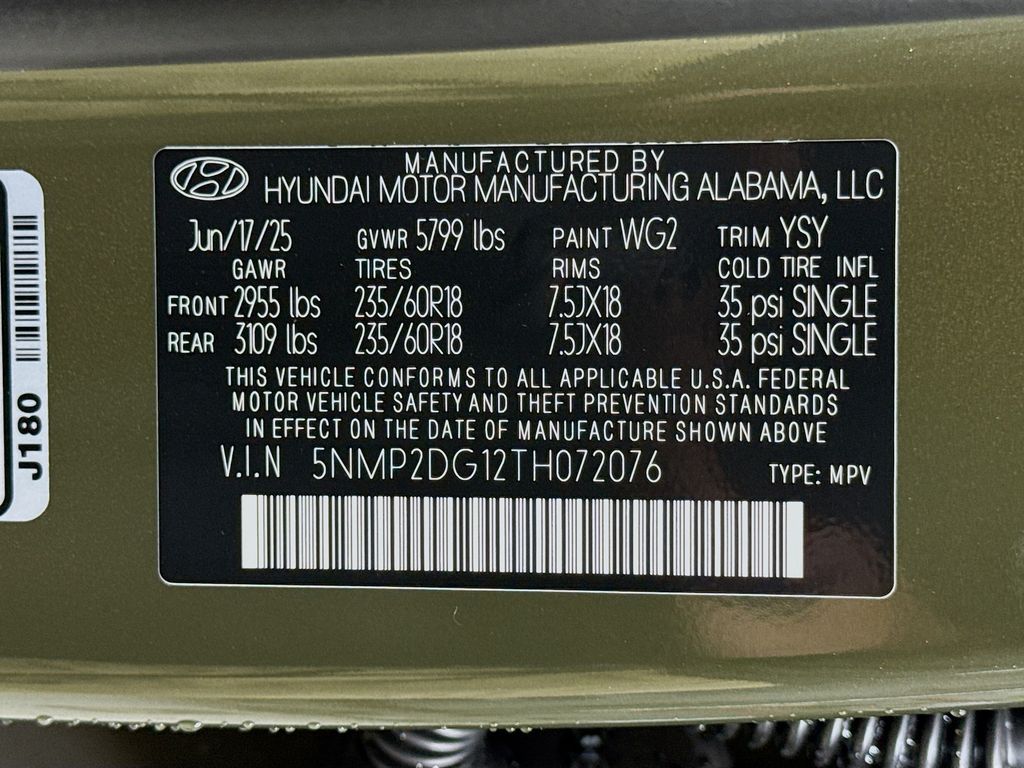 MANUFACTURED BY
HYUNDAI MOTOR MANUFACTURING ALABAMA, LLC
Jun/17/25 GVWR 5799 lbs PAINT WG2 TRIM YSY
GAWR TIRES RIMS COLD TIRE INFL
FRONT 2955 lbs 235/60R18 7.5JX18 35 psi SINGLE
REAR 3109 lbs 235/60R18 7.5JX18 35 psi SINGLE
THIS VEHICLE CONFORMS TO ALL APPLICABLE U.S.A. FEDERAL
MOTOR VEHICLE SAFETY AND THEFT PREVENTION STANDARDS
IN EFFECT ON THE DATE OF MANUFACTURE SHOWN ABOVE
V.I.N 5NMP2DG12TH072076 TYPE: MPV
J180